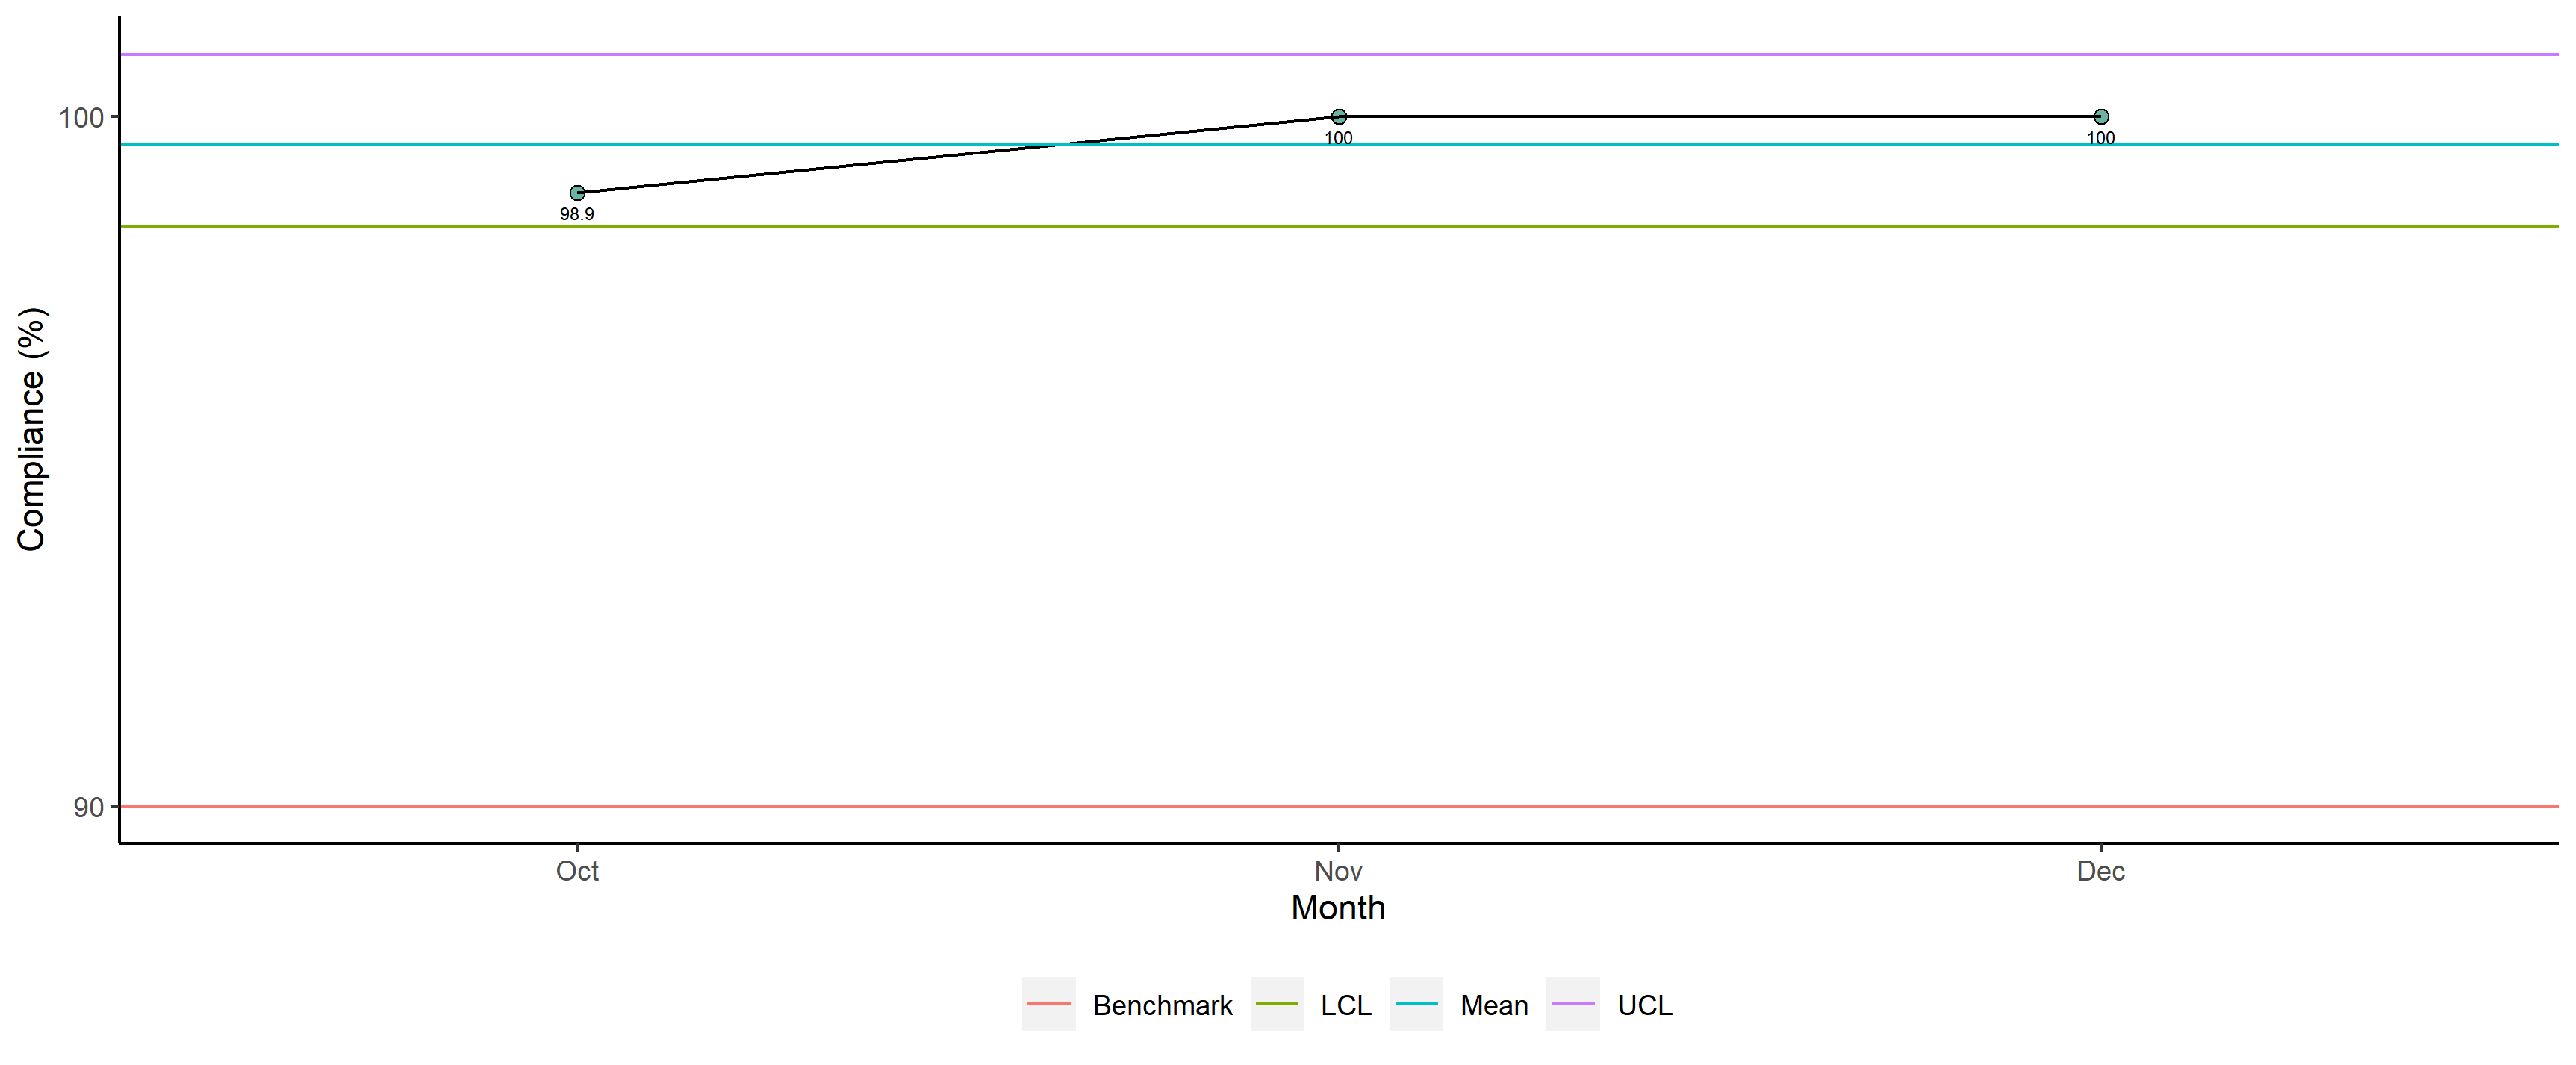 Compliance (%)
100
90
98.9
100
100
Oct
Nov
Dec
Month
Benchmark
LCL
Mean
UCL